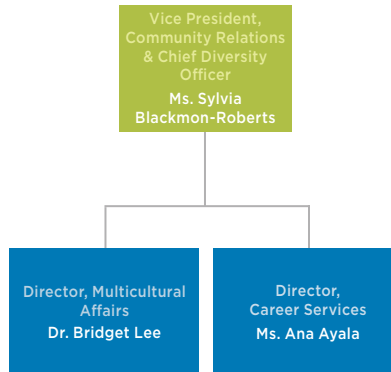 Vice President,
Community Relations
& Chief Diversity
Officer
Ms. Sylvia
Blackmon-Roberts
Director, Multicultural
Affairs
Dr. Bridget Lee
Director,
Career Services
Ms. Ana Ayala